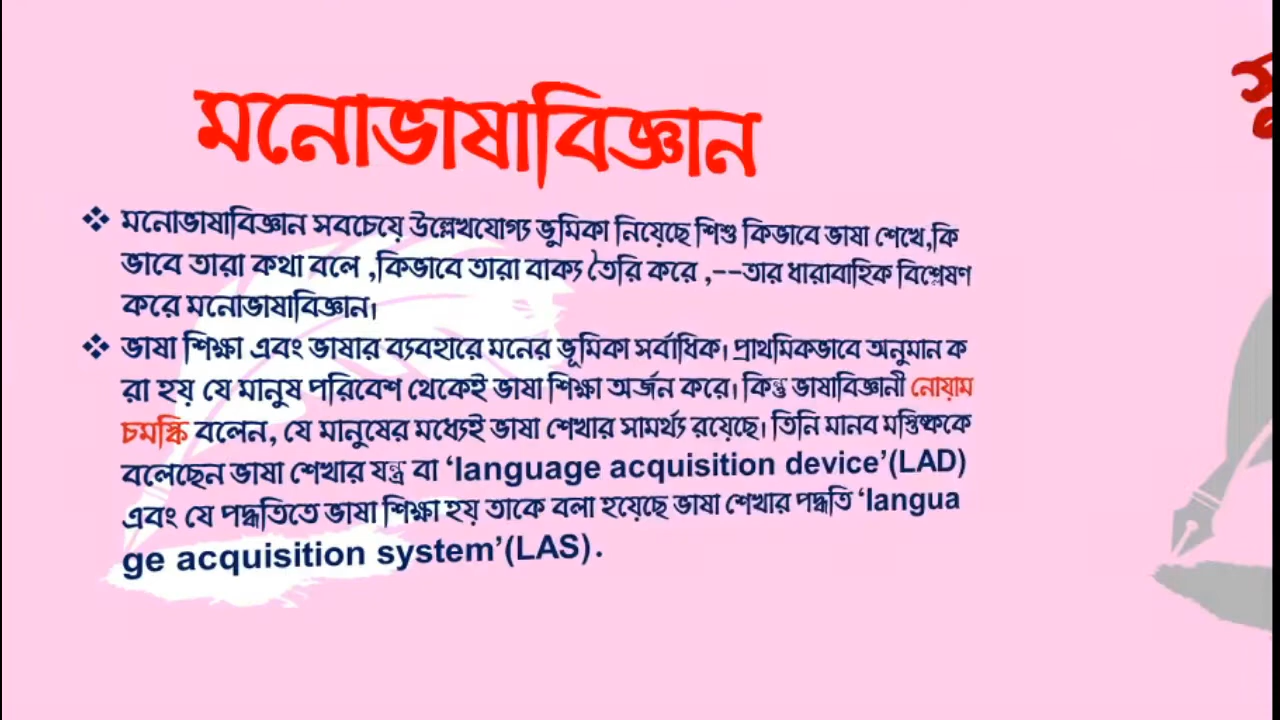 মনোভাষাবিজ্ঞান
❖ মনোভাষাবিজ্ঞান সবচেয়ে উল্লেখযোগ্য ভুমিকা নিয়েছে শিশু কিভাবে ভাষা শেখে,কি
ভাবে তারা কথা বলে ,কিভাবে তারা বাক্য তৈরি করে ,--তার ধারাবাহিক বিশ্লেষণ
করে মনোভাষাবিজ্ঞান।
❖ ভাষা শিক্ষা এবং ভাষার ব্যবহারে মনের ভূমিকা সর্বাধিক। প্রাথমিকভাবে অনুমান ক
রা হয় যে মানুষ পরিবেশ থেকেই ভাষা শিক্ষা অর্জন করে। কিন্তু ভাষাবিজ্ঞানী নোয়াম
চমস্কি বলেন, যে মানুষের মধ্যেই ভাষা শেখার সামর্থ্য রয়েছে। তিনি মানব মস্তিষ্ককে
বলেছেন ভাষা শেখার যন্ত্র বা ‘language acquisition device’(LAD)
এবং যে পদ্ধতিতে ভাষা শিক্ষা হয় তাকে বলা হয়েছে ভাষা শেখার পদ্ধতি ‘langua
ge acquisition system’(LAS).